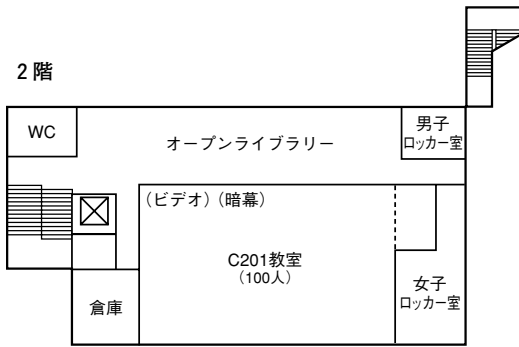 2階
WC
オープンライブラリー
男子
ロッカー室
(ビデオ)(暗幕)
C201教室
(100人)
倉庫
女子
ロッカー室